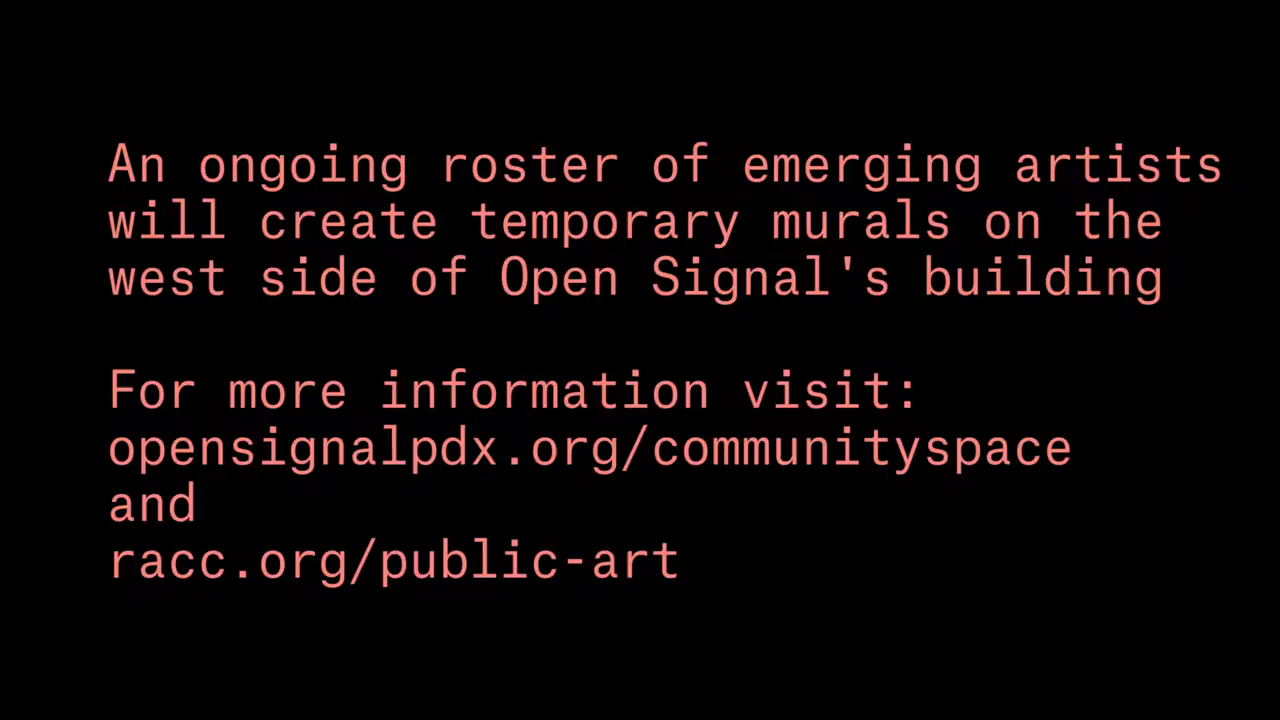 An ongoing roster of emerging artists
will create temporary murals on the
west side of Open Signal's building
For more information visit:
opensignalpdx.org/communityspace
and
racc.org/public-art